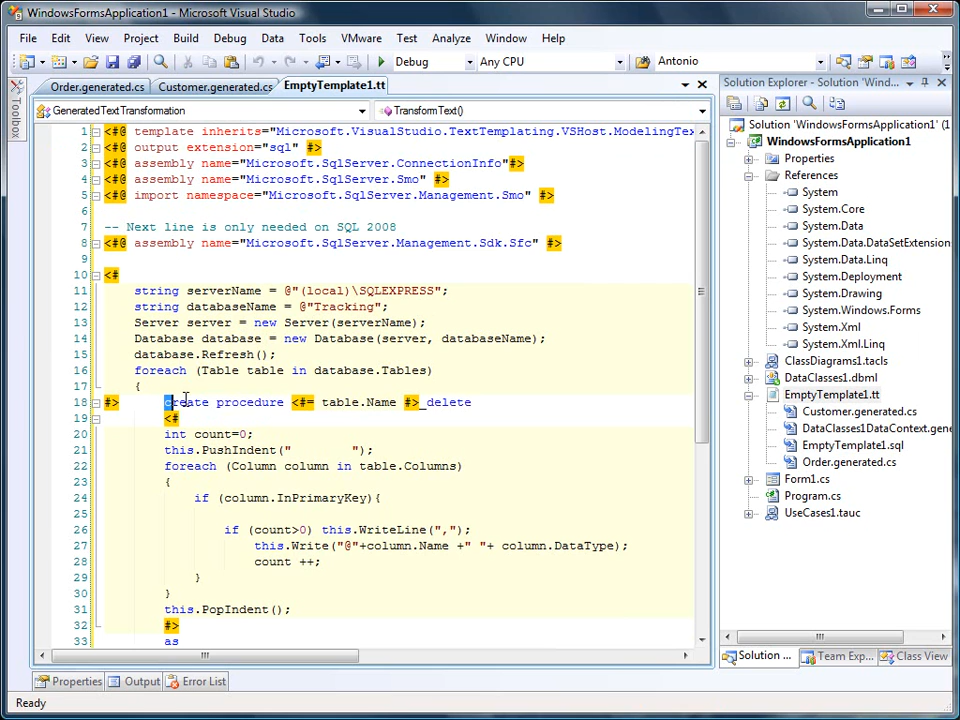 WindowsFormsApplication1 - Microsoft Visual Studio
File Edit View Project Build Debug Data Tools VMware Test Analyze Window Help
Debug Any CPU Antonio
Order.generated.cs Customer.generated.cs EmptyTemplate1.tt
GeneratedTextTransformation TransformText()
Toolbox
1 <#@ template inherits="Microsoft.VisualStudio.TextTemplating.VSHost.ModelingTex
2 <#@ output extension="sql" #>
3 <#@ assembly name="Microsoft.SqlServer.ConnectionInfo"#>
4 <#@ assembly name="Microsoft.SqlServer.Smo" #>
5 <#@ import namespace="Microsoft.SqlServer.Management.Smo" #>
6
7 -- Next line is only needed on SQL 2008
8 <#@ assembly name="Microsoft.SqlServer.Management.Sdk.Sfc" #>
9
10 <#
11 string serverName = @"(local)\SQLEXPRESS";
12 string databaseName = @"Tracking";
13 Server server = new Server(serverName);
14 Database database = new Database(server, databaseName);
15 database.Refresh();
16 foreach (Table table in database.Tables)
17 {
18 #> create procedure <#= table.Name #>_delete
19 <#
20 int count=0;
21 this.PushIndent(" ");
22 foreach (Column column in table.Columns)
23 {
24 if (column.InPrimaryKey){
25
26 if (count>0) this.WriteLine(",");
27 this.Write("@"+column.Name +" "+ column.DataType);
28 count ++;
29 }
30 }
31 this.PopIndent();
32 #>
33 as
Solution Explorer - Solution 'Wind...
Solution 'WindowsFormsApplication1' (1
WindowsFormsApplication1
Properties
References
System
System.Core
System.Data
System.Data.DataSetExtension
System.Data.Linq
System.Deployment
System.Drawing
System.Windows.Forms
System.Xml
System.Xml.Linq
ClassDiagrams1.tacls
DataClasses1.dbml
EmptyTemplate1.tt
Customer.generated.cs
DataClasses1DataContext.gene
EmptyTemplate1.sql
Order.generated.cs
Form1.cs
Program.cs
UseCases1.tauc
Solution ... Team Exp... Class View
Properties Output Error List
Ready